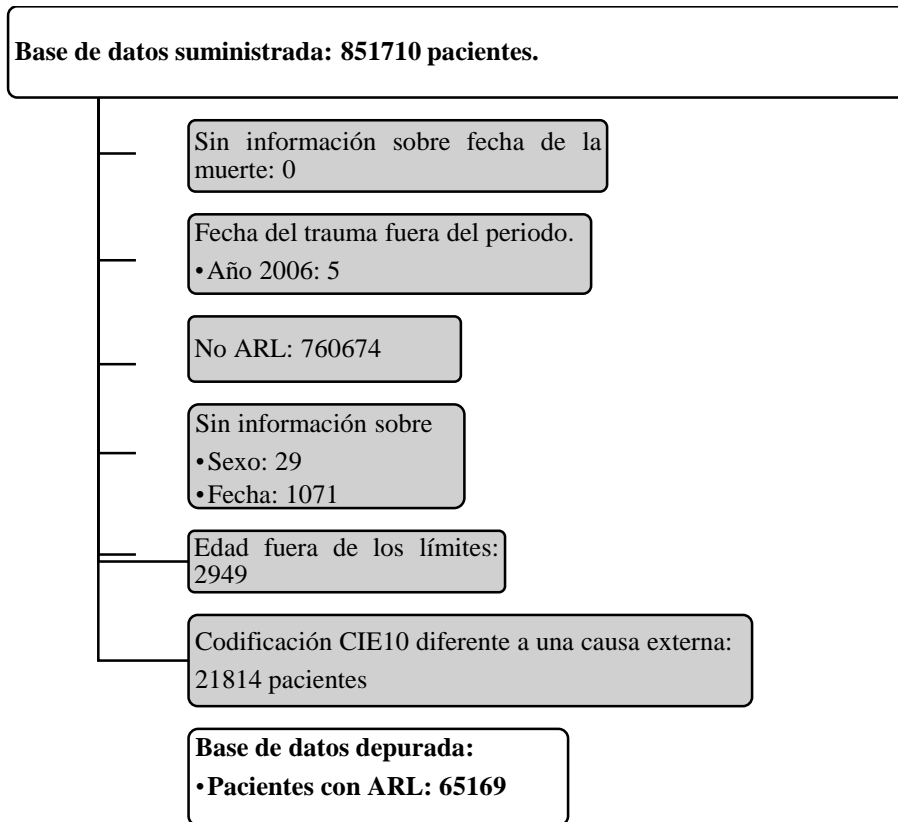 Base de datos suministrada: 851710 pacientes.
Sin información sobre fecha de la
muerte: 0
Fecha del trauma fuera del periodo.
•Año 2006: 5
No ARL: 760674
Sin información sobre
•Sexo: 29
•Fecha: 1071
Edad fuera de los límites:
2949
Codificación CIE10 diferente a una causa externa:
21814 pacientes
Base de datos depurada:
•Pacientes con ARL: 65169